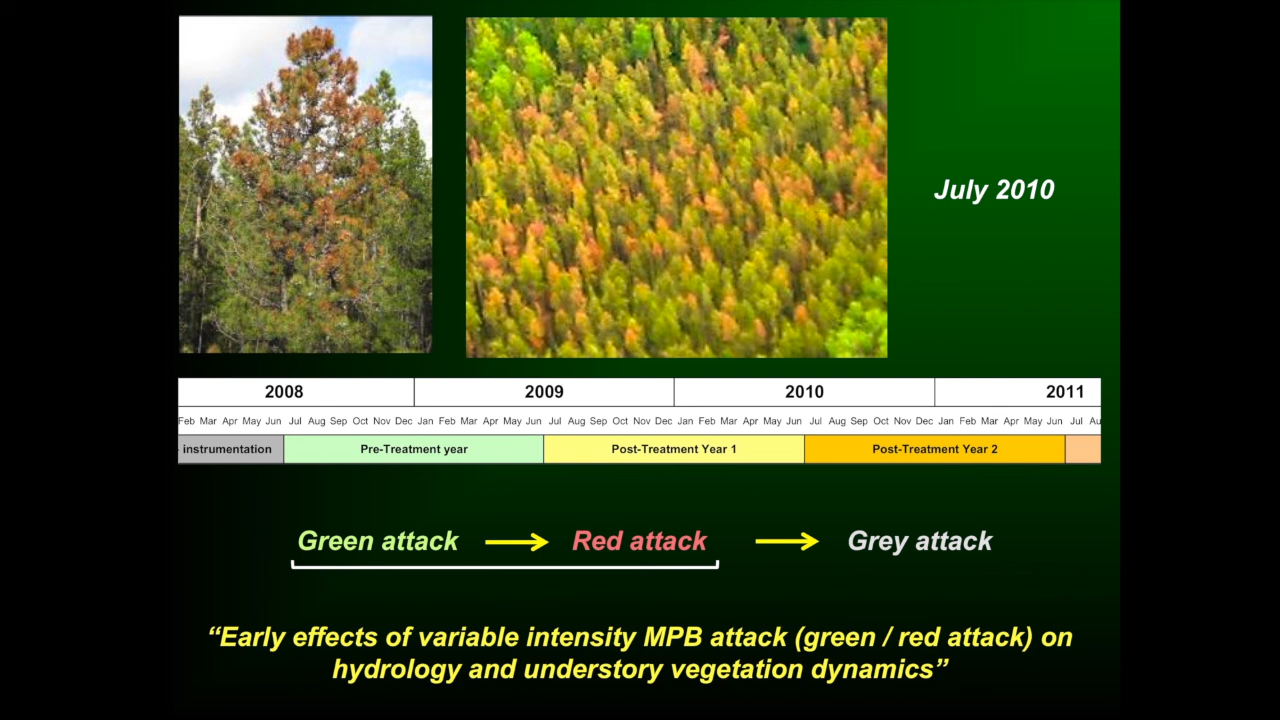 July 2010
2008 2009 2010 2011
Feb Mar Apr May Jun Jul Aug Sep Oct Nov Dec Jan Feb Mar Apr May Jun Jul Aug Sep Oct Nov Dec Jan Feb Mar Apr May Jun Jul Aug Sep Oct Nov Dec Jan Feb Mar Apr May Jun Jul Au
instrumentation Pre-Treatment year Post-Treatment Year 1 Post-Treatment Year 2
Green attack Red attack Grey attack
“Early effects of variable intensity MPB attack (green / red attack) on
hydrology and understory vegetation dynamics”